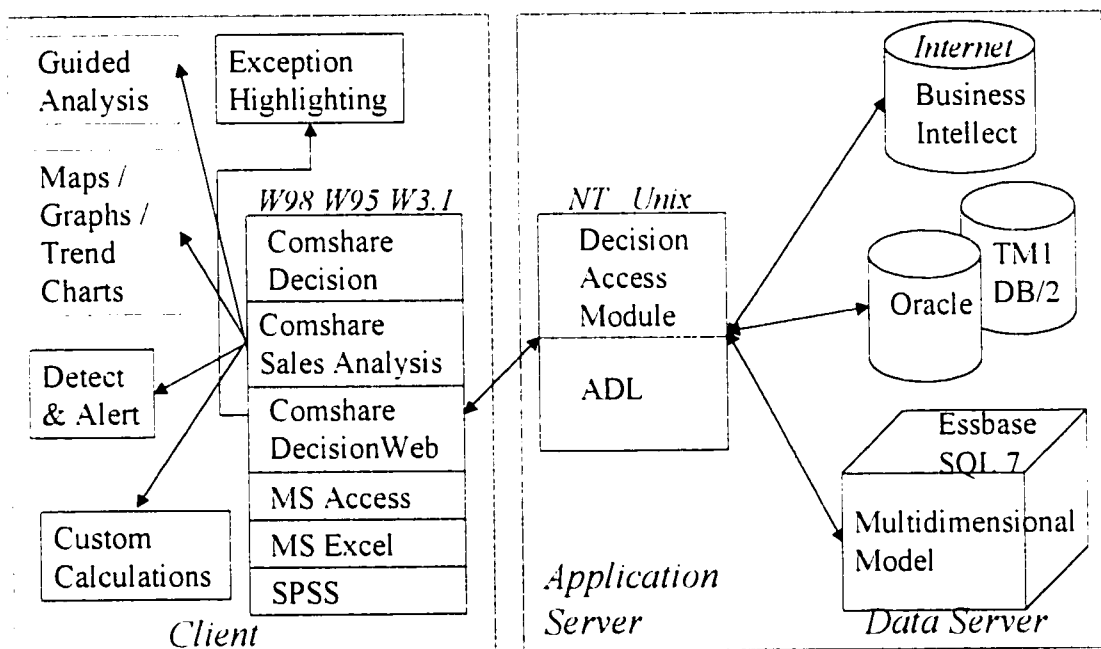 Guided
Analysis
Exception
Highlighting
Maps /
Graphs /
Trend
Charts
Detect
& Alert
Custom
Calculations
W98 W95 W3.1
Comshare
Decision
Comshare
Sales Analysis
Comshare
DecisionWeb
MS Access
MS Excel
SPSS
Client
NT Unix
Decision
Access
Module
ADL
Application
Server
Internet
Business
Intellect
TM1
DB/2
Oracle
Essbase
SQL 7
Multidimensional
Model
Data Server